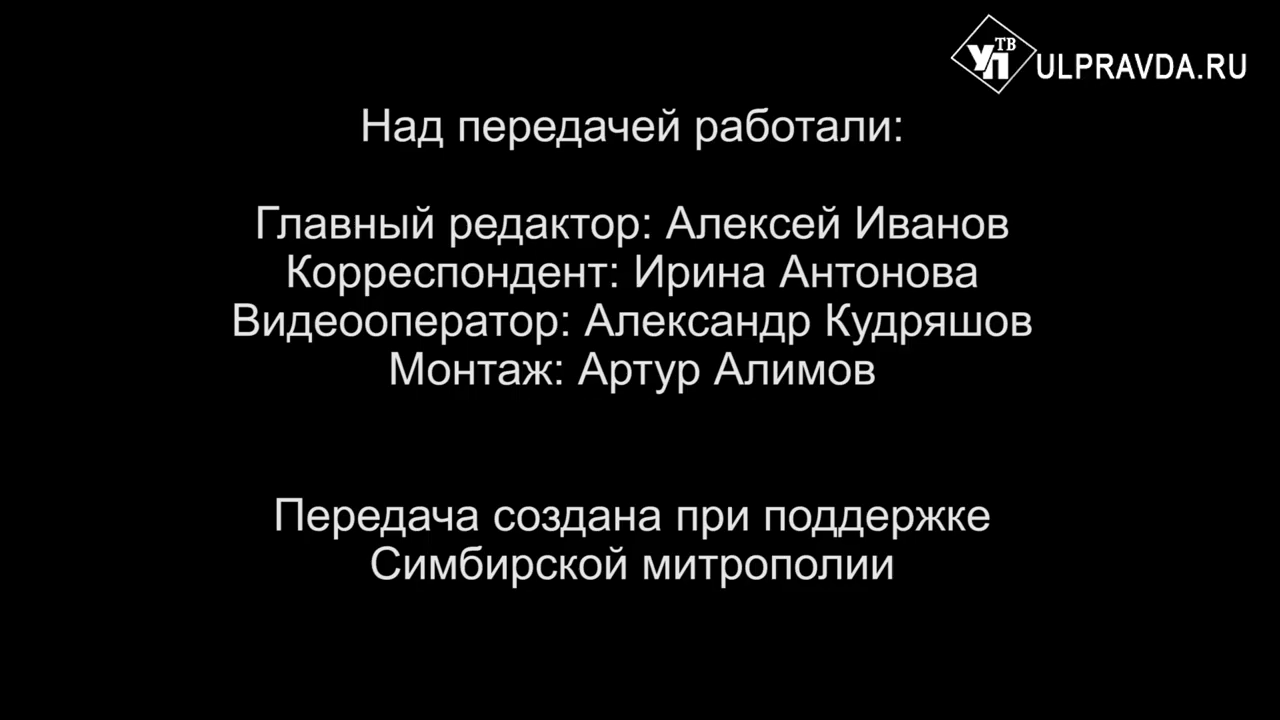 УП ТВ
ULPRAVDA.RU
Над передачей работали:
Главный редактор: Алексей Иванов
Корреспондент: Ирина Антонова
Видеооператор: Александр Кудряшов
Монтаж: Артур Алимов
Передача создана при поддержке
Симбирской митрополии